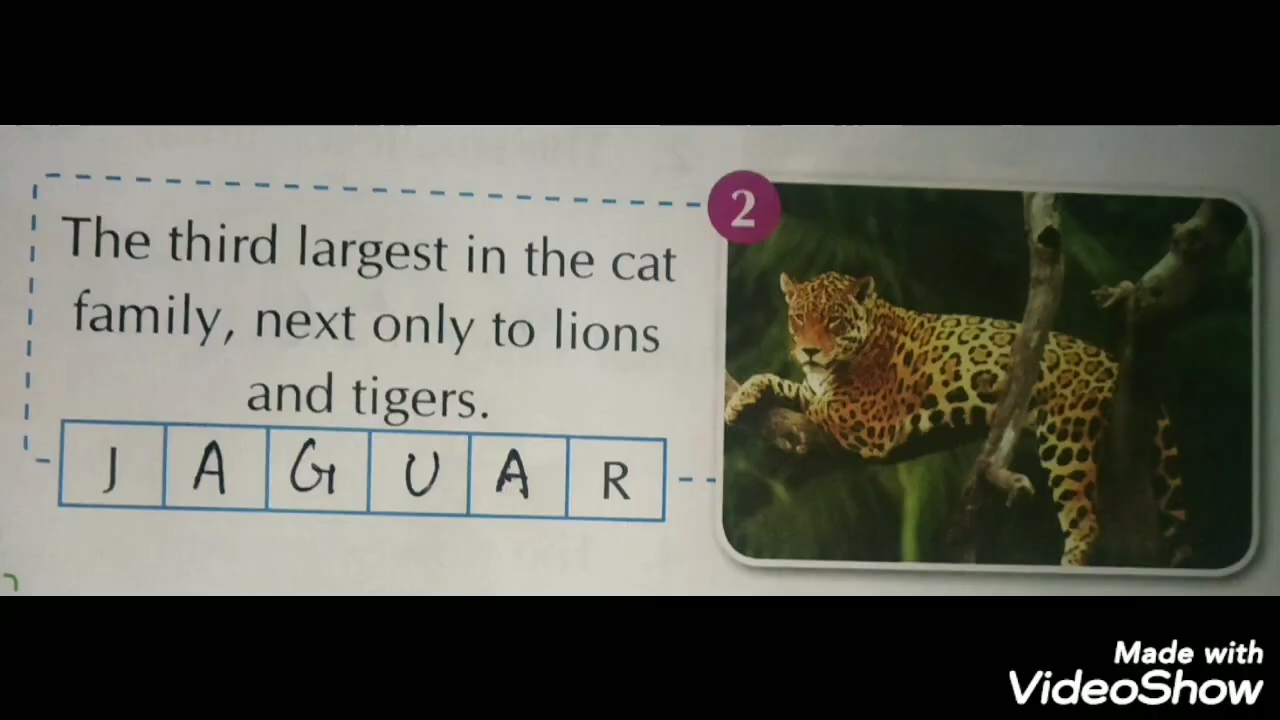 The third largest in the cat
family, next only to lions
and tigers.
J A G U A R
2
Made with
VideoShow